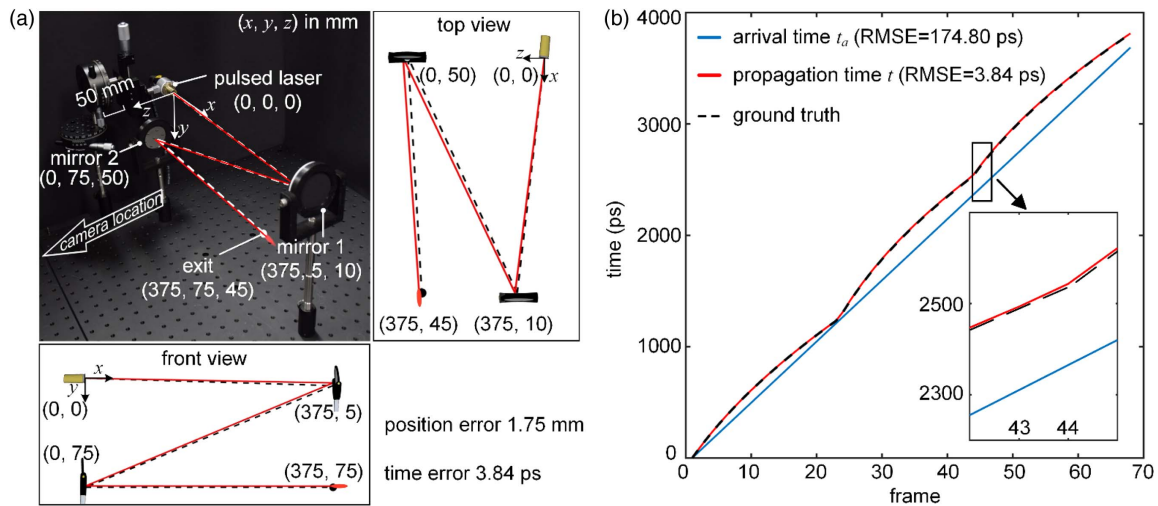 (a)
(x, y, z) in mm
pulsed laser
(0, 0, 0)
50 mm
x
z
y
mirror 2
(0, 75, 50)
camera location
mirror 1
(375, 5, 10)
exit
(375, 75, 45)
top view
z
(0, 50)
(0, 0)
x
(375, 45)
(375, 10)
front view
x
y
(0, 0)
(375, 5)
(0, 75)
(375, 75)
position error 1.75 mm
time error 3.84 ps
(b)
4000
3000
2000
1000
0
time (ps)
arrival time tₐ (RMSE=174.80 ps)
propagation time t (RMSE=3.84 ps)
ground truth
2500
2300
43 44
0 10 20 30 40 50 60 70
frame